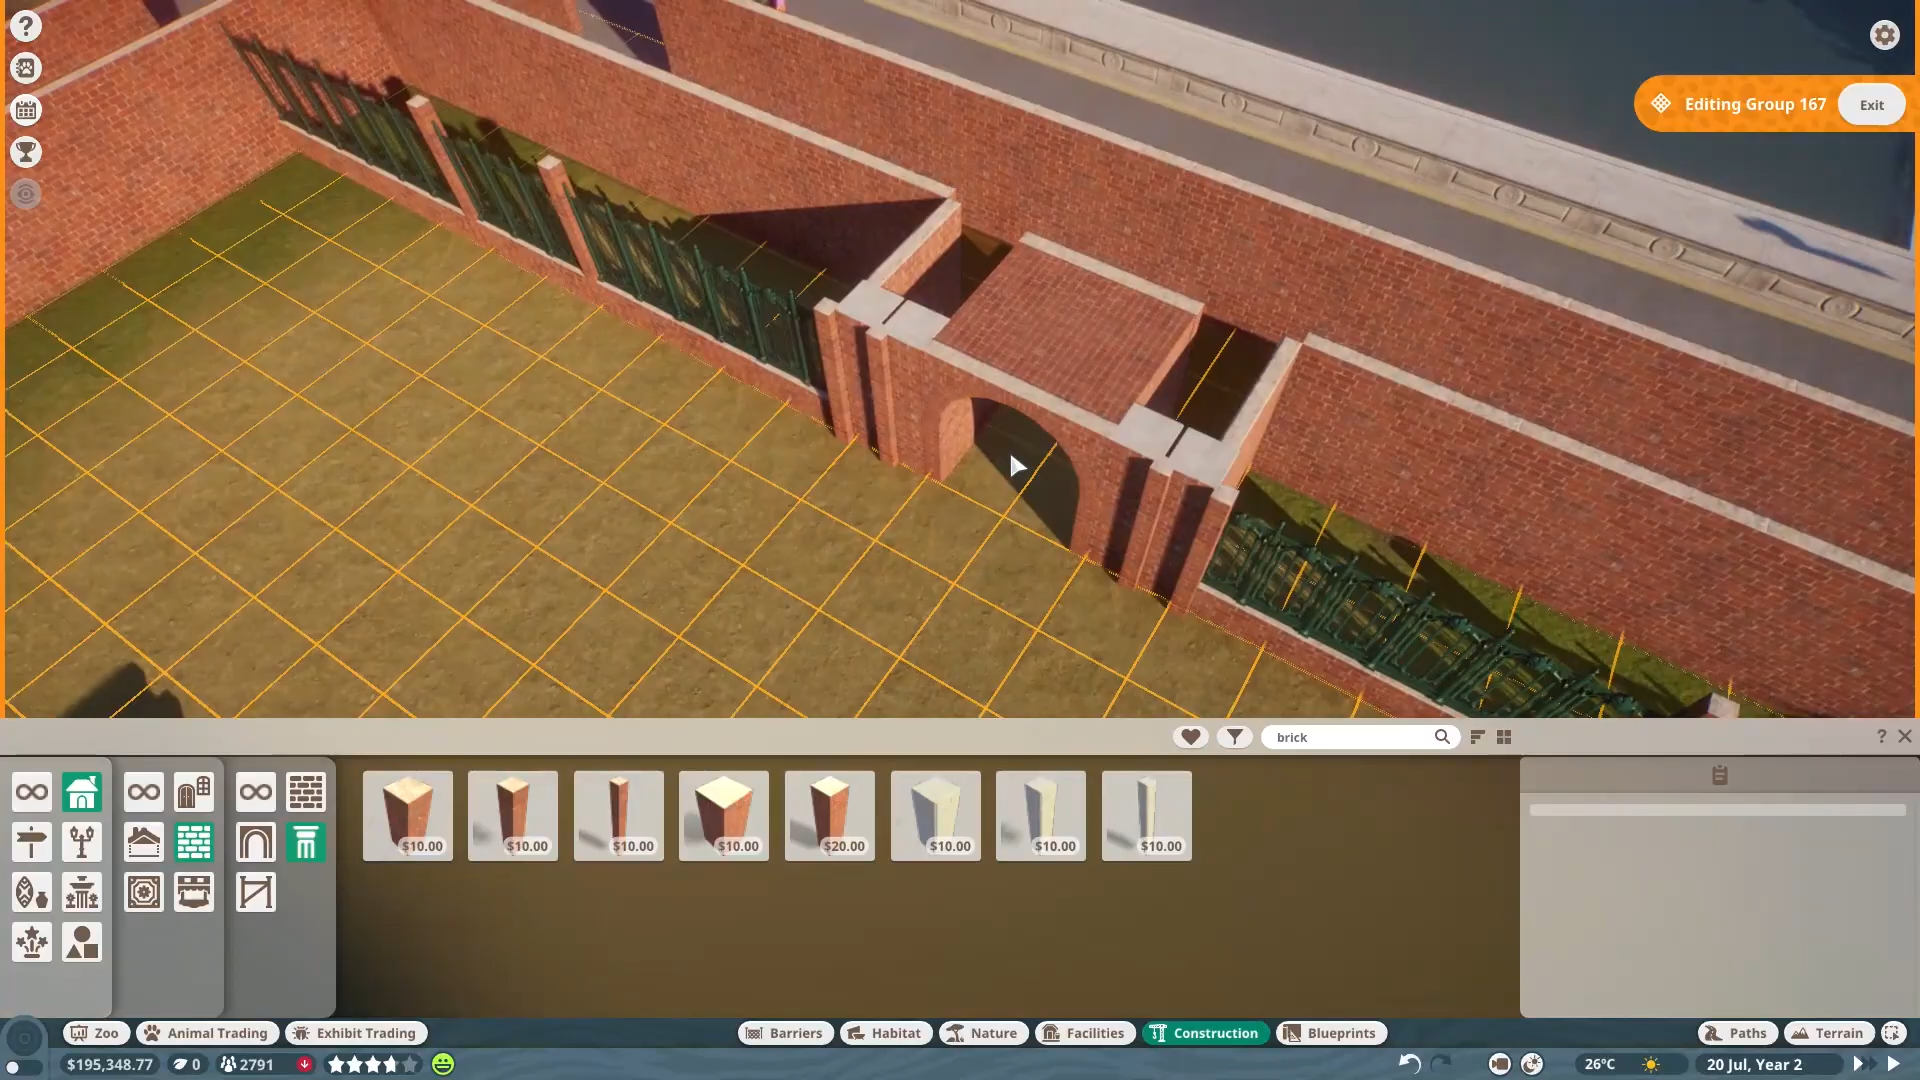 ?
Editing Group 167 Exit
brick
?
$10.00 $10.00 $10.00 $10.00 $20.00 $10.00 $10.00 $10.00
Zoo Animal Trading Exhibit Trading Barriers Habitat Nature Facilities Construction Blueprints Paths Terrain
$195,348.77 0 2791 26°C 20 Jul, Year 2